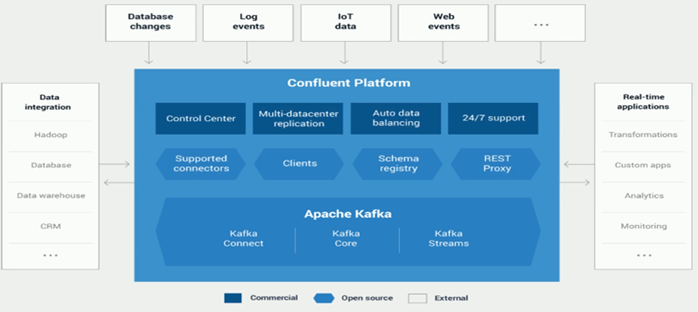 Database
changes
Log
events
IoT
data
Web
events
...
Data
integration
Hadoop
Database
Data warehouse
CRM
...
Confluent Platform
Control Center
Multi-datacenter
replication
Auto data
balancing
24/7 support
Supported
connectors
Clients
Schema
registry
REST
Proxy
Apache Kafka
Kafka
Connect
Kafka
Core
Kafka
Streams
Real-time
applications
Transformations
Custom apps
Analytics
Monitoring
...
Commercial
Open source
External